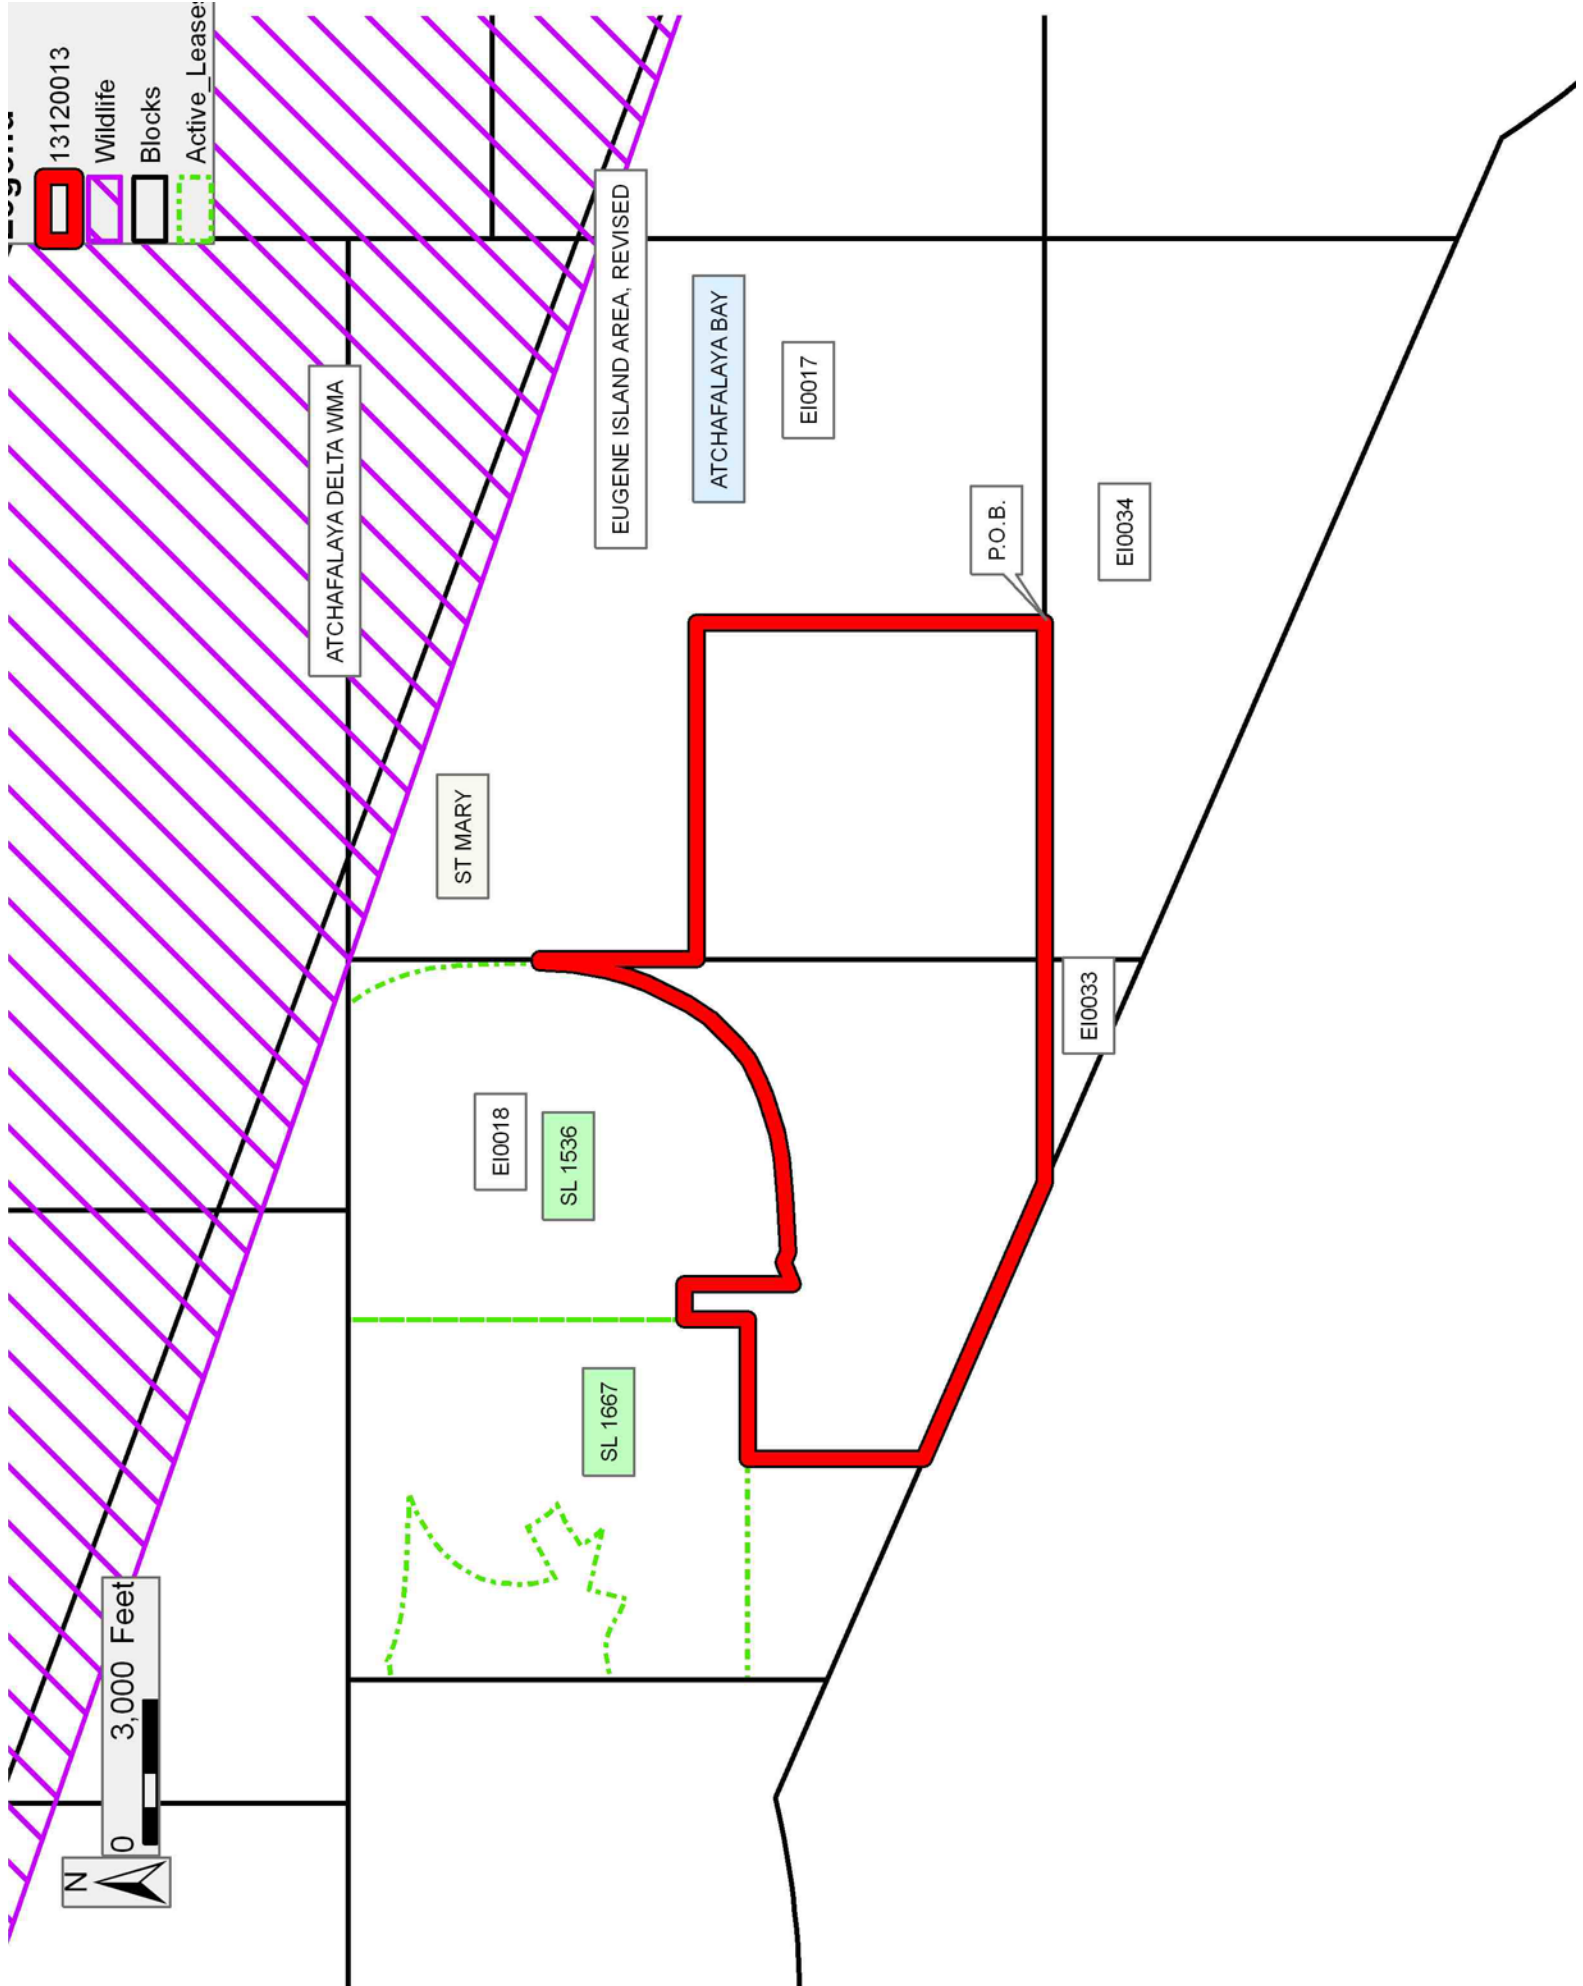 Legend
13120013
Wildlife
Blocks
Active_Lease
N
0 3,000 Feet
ATCHAFALAYA DELTA WMA
ST MARY
EUGENE ISLAND AREA, REVISED
ATCHAFALAYA BAY
EI0017
EI0018
SL 1536
SL 1667
P.O.B.
EI0034
EI0033